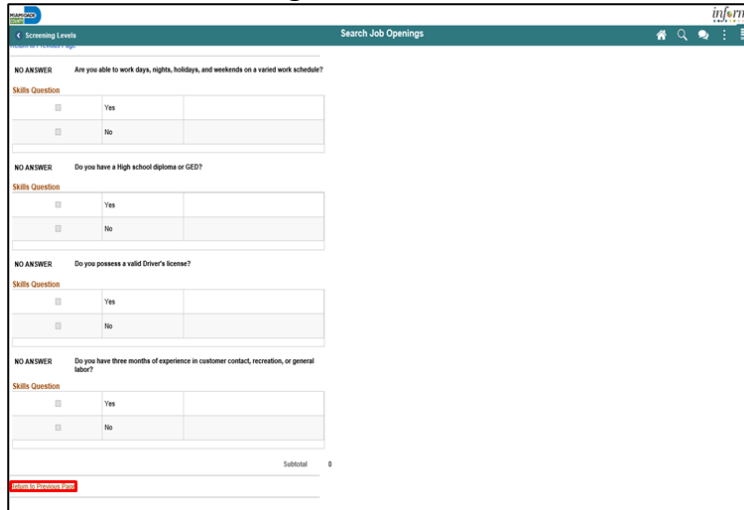 MIAMI-DADE
COUNTY
inform
Screening Levels
Search Job Openings
Return to Previous Page
NO ANSWER Are you able to work days, nights, holidays, and weekends on a varied work schedule?
Skills Question
Yes
No
NO ANSWER Do you have a High school diploma or GED?
Skills Question
Yes
No
NO ANSWER Do you possess a valid Driver's license?
Skills Question
Yes
No
NO ANSWER Do you have three months of experience in customer contact, recreation, or general
labor?
Skills Question
Yes
No
Subtotal 0
Return to Previous Page